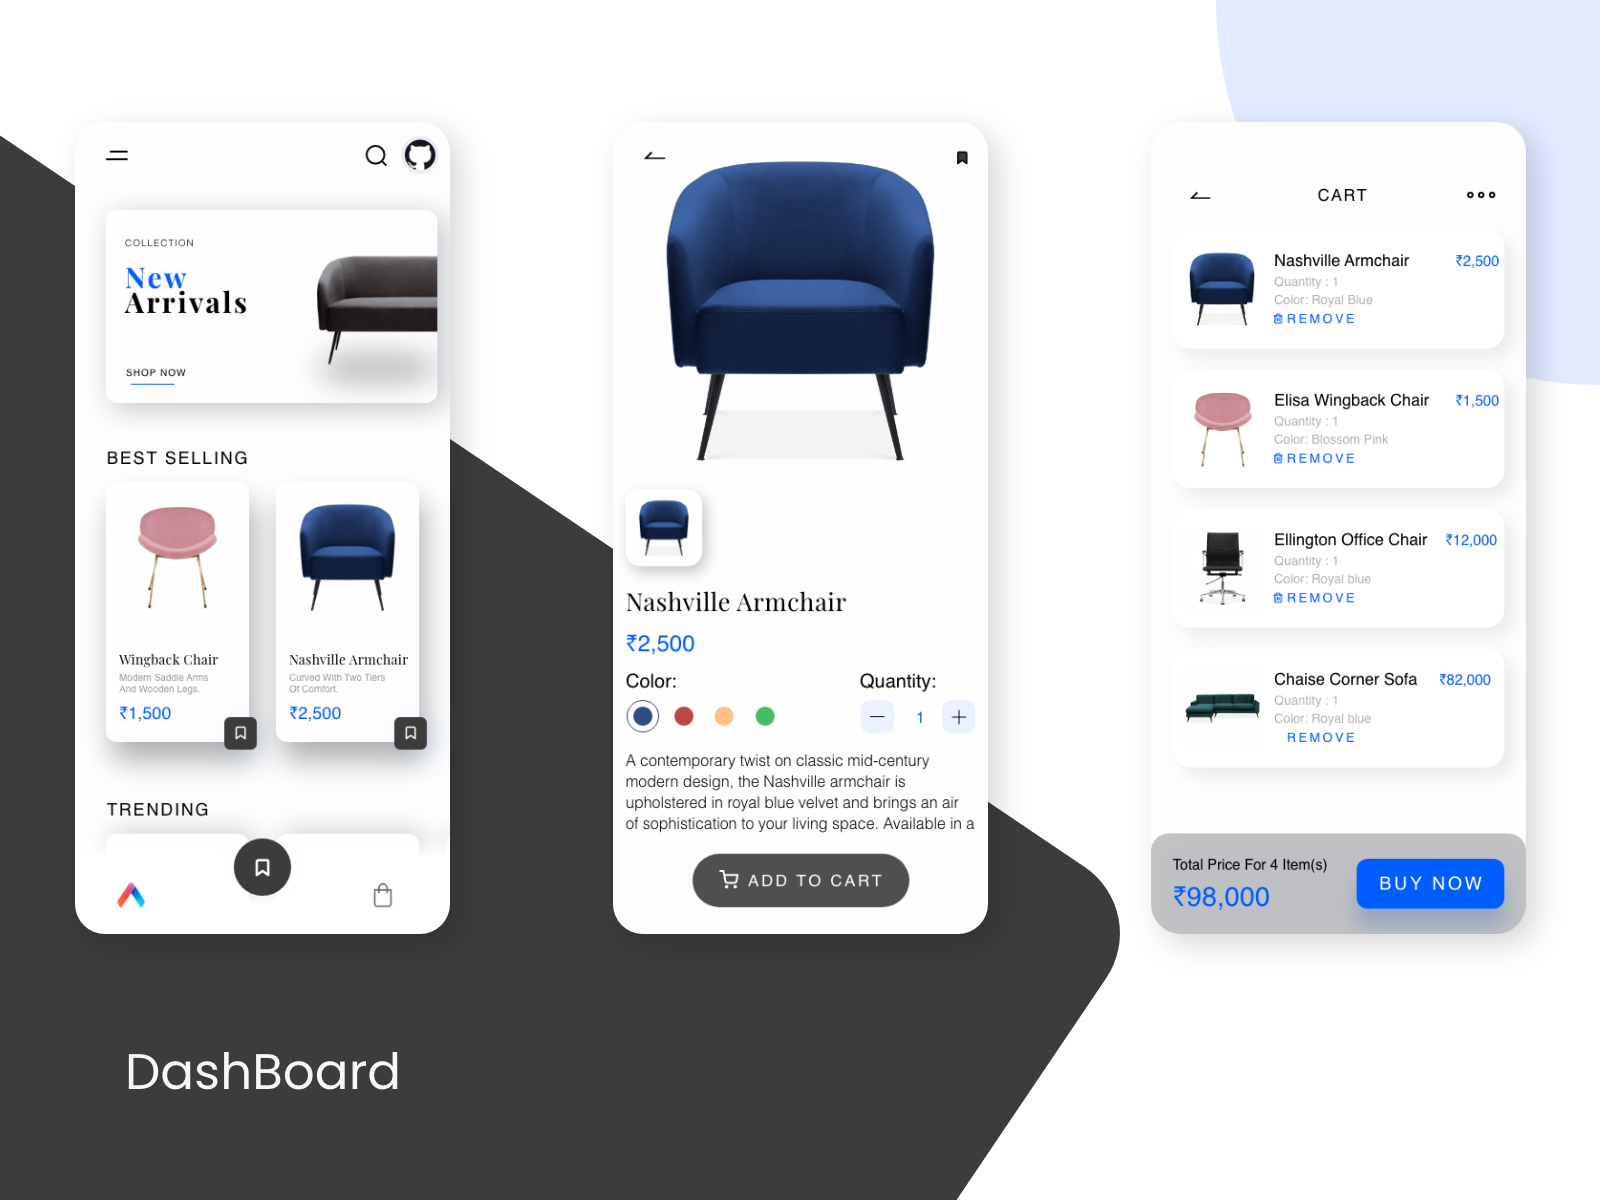 COLLECTION
New
Arrivals
SHOP NOW
BEST SELLING
Wingback Chair
Modern Saddle Arms
And Wooden Legs.
₹1,500
Nashville Armchair
Curved With Two Tiers
Of Comfort.
₹2,500
TRENDING
Nashville Armchair
₹2,500
Color:
Quantity:
1
A contemporary twist on classic mid-century
modern design, the Nashville armchair is
upholstered in royal blue velvet and brings an air
of sophistication to your living space. Available in a
ADD TO CART
CART
Nashville Armchair
₹2,500
Quantity : 1
Color: Royal Blue
REMOVE
Elisa Wingback Chair
₹1,500
Quantity : 1
Color: Blossom Pink
REMOVE
Ellington Office Chair
₹12,000
Quantity : 1
Color: Royal blue
REMOVE
Chaise Corner Sofa
₹82,000
Quantity : 1
Color: Royal blue
REMOVE
Total Price For 4 Item(s)
₹98,000
BUY NOW
DashBoard